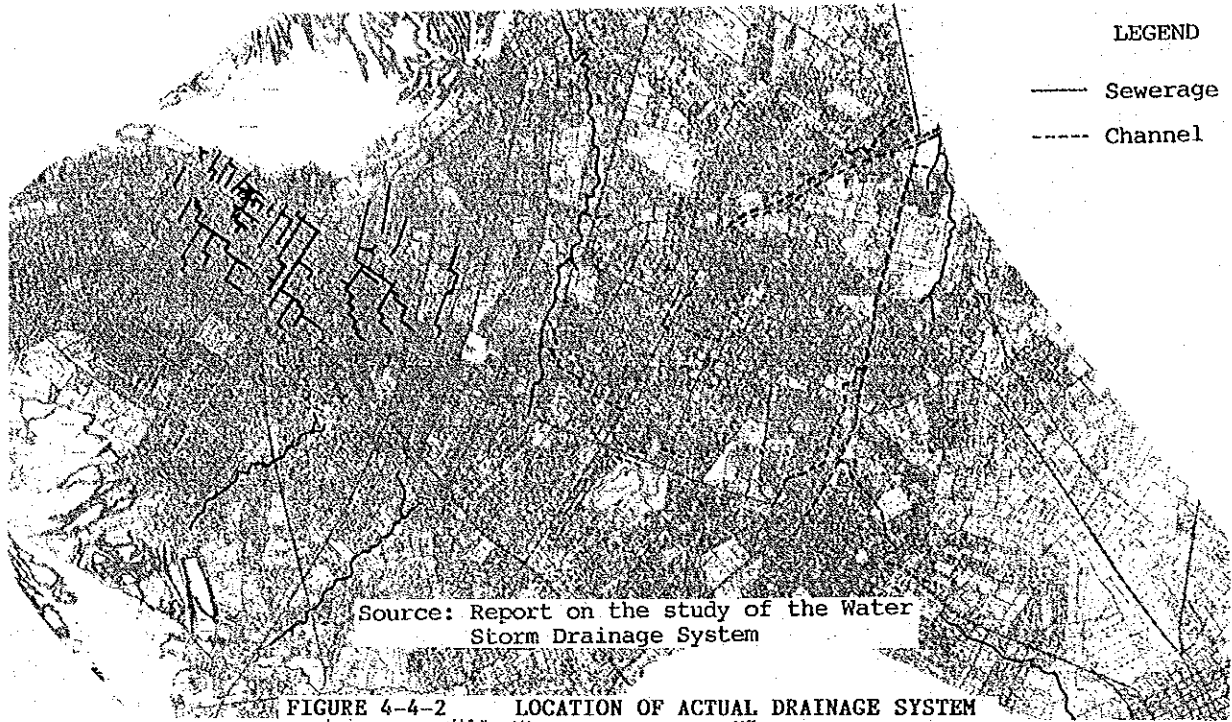 LEGEND
Sewerage
Channel
Source: Report on the study of the Water
Storm Drainage System
FIGURE 4-4-2 LOCATION OF ACTUAL DRAINAGE SYSTEM